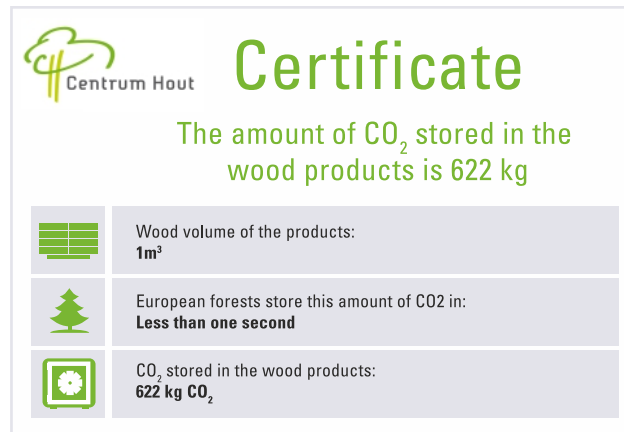 Centrum Hout
Certificate
The amount of CO₂ stored in the
wood products is 622 kg
Wood volume of the products:
1m³
European forests store this amount of CO2 in:
Less than one second
CO₂ stored in the wood products:
622 kg CO₂